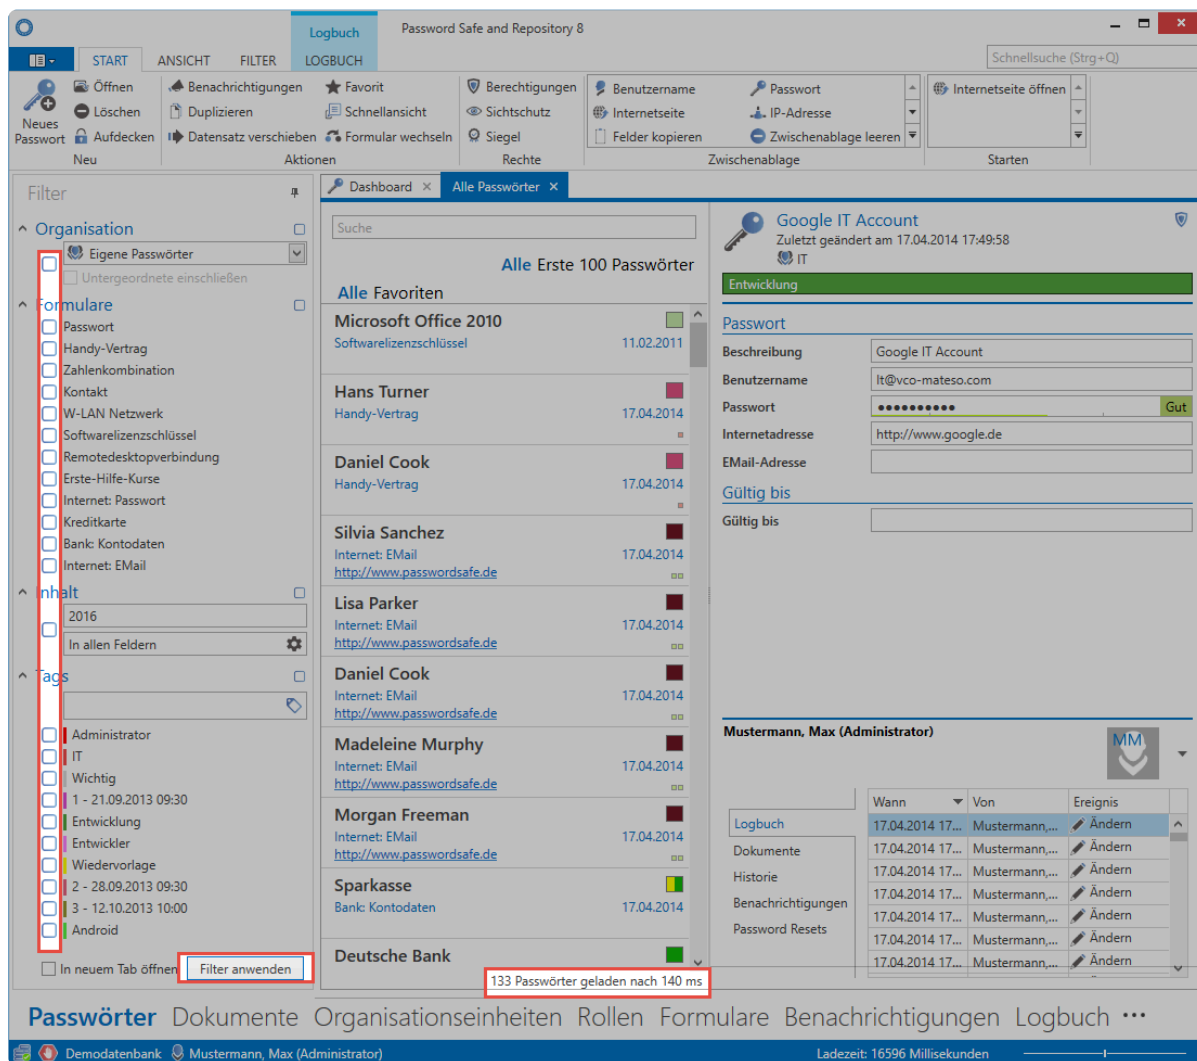 Logbuch
Password Safe and Repository 8
START
ANSICHT
FILTER
LOGBUCH
Schnellsuche (Strg+Q)
Neues Passwort
Öffnen
Löschen
Aufdecken
Neu
Benachrichtigungen
Duplizieren
Datensatz verschieben
Favorit
Schnellansicht
Formular wechseln
Aktionen
Berechtigungen
Sichtschutz
Siegel
Rechte
Benutzername
Internetseite
Felder kopieren
Passwort
IP-Adresse
Zwischenablage leeren
Zwischenablage
Internetseite öffnen
Starten
Filter
Organisation
Eigene Passwörter
Untergeordnete einschließen
Formulare
Passwort
Handy-Vertrag
Zahlenkombination
Kontakt
W-LAN Netzwerk
Softwarelizenzschlüssel
Remotedesktopverbindung
Erste-Hilfe-Kurse
Internet: Passwort
Kreditkarte
Bank: Kontodaten
Internet: EMail
Inhalt
2016
In allen Feldern
Tags
Administrator
IT
Wichtig
1 - 21.09.2013 09:30
Entwicklung
Entwickler
Wiedervorlage
2 - 28.09.2013 09:30
3 - 12.10.2013 10:00
Android
In neuem Tab öffnen
Filter anwenden
Dashboard
Alle Passwörter
Suche
Alle Erste 100 Passwörter
Alle Favoriten
Microsoft Office 2010
Softwarelizenzschlüssel 11.02.2011
Hans Turner
Handy-Vertrag 17.04.2014
Daniel Cook
Handy-Vertrag 17.04.2014
Silvia Sanchez
Internet: EMail 17.04.2014
http://www.passwordsafe.de
Lisa Parker
Internet: EMail 17.04.2014
http://www.passwordsafe.de
Daniel Cook
Internet: EMail 17.04.2014
http://www.passwordsafe.de
Madeleine Murphy
Internet: EMail 17.04.2014
http://www.passwordsafe.de
Morgan Freeman
Internet: EMail 17.04.2014
http://www.passwordsafe.de
Sparkasse
Bank: Kontodaten 17.04.2014
Deutsche Bank
133 Passwörter geladen nach 140 ms
Google IT Account
Zuletzt geändert am 17.04.2014 17:49:58
IT
Entwicklung
Passwort
Beschreibung Google IT Account
Benutzername lt@vco-mateso.com
Passwort •••••••••• Gut
Internetadresse http://www.google.de
EMail-Adresse
Gültig bis
Gültig bis
Mustermann, Max (Administrator)
MM
Logbuch
Dokumente
Historie
Benachrichtigungen
Password Resets
Wann Von Ereignis
17.04.2014 17... Mustermann,... Ändern
17.04.2014 17... Mustermann,... Ändern
17.04.2014 17... Mustermann,... Ändern
17.04.2014 17... Mustermann,... Ändern
17.04.2014 17... Mustermann,... Ändern
17.04.2014 17... Mustermann,... Ändern
17.04.2014 17... Mustermann,... Ändern
Passwörter Dokumente Organisationseinheiten Rollen Formulare Benachrichtigungen Logbuch ...
Demodatenbank Mustermann, Max (Administrator) Ladezeit: 16596 Millisekunden